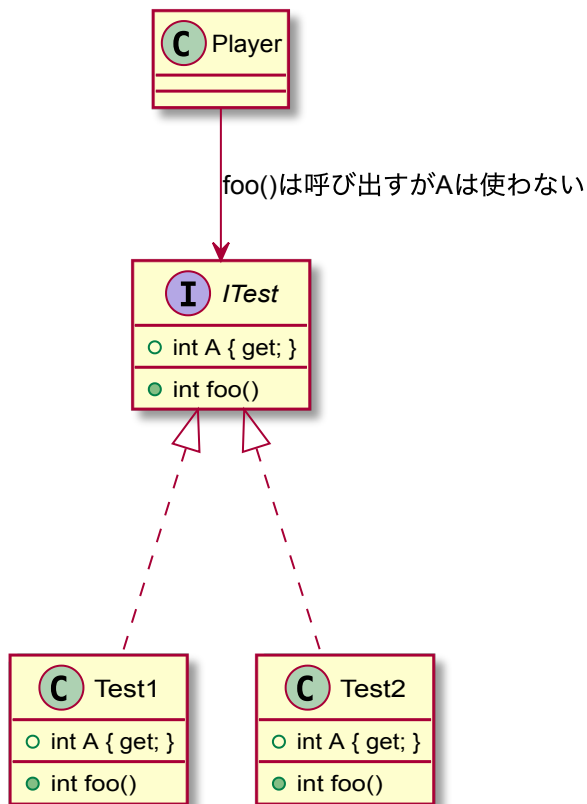 C Player
foo()は呼び出すがAは使わない
I ITest
int A { get; }
int foo()
C Test1
int A { get; }
int foo()
C Test2
int A { get; }
int foo()